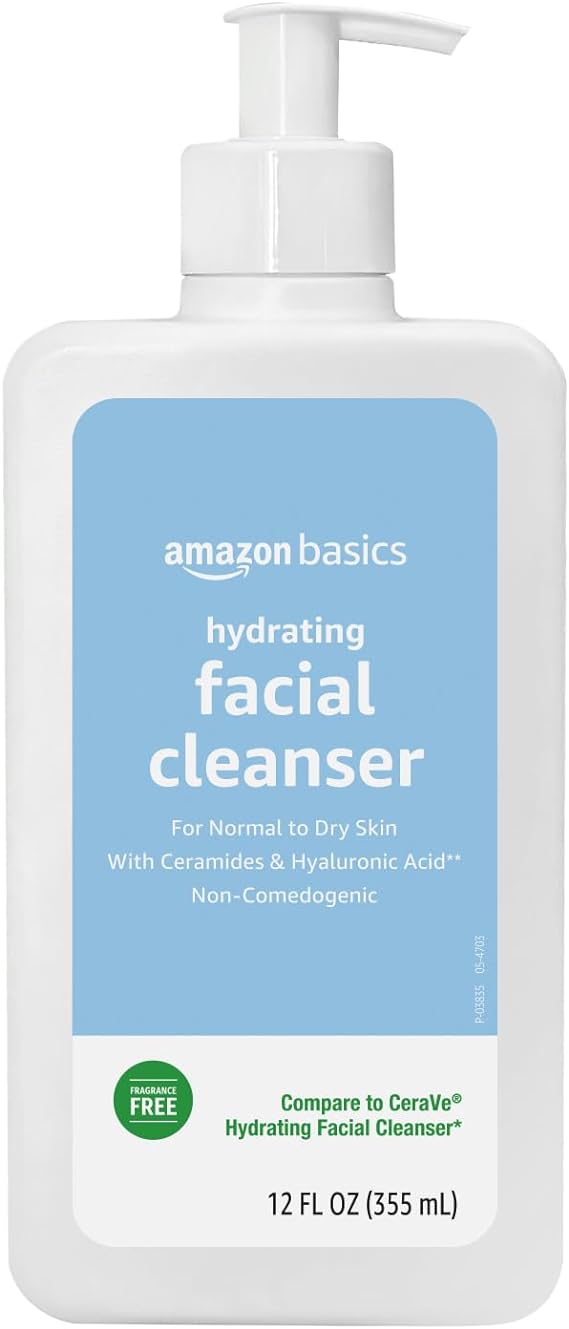 amazon basics
hydrating
facial
cleanser
For Normal to Dry Skin
With Ceramides & Hyaluronic Acid**
Non-Comedogenic
P-03835 05-4703
FRAGRANCE
FREE
Compare to CeraVe®
Hydrating Facial Cleanser*
12 FL OZ (355 mL)